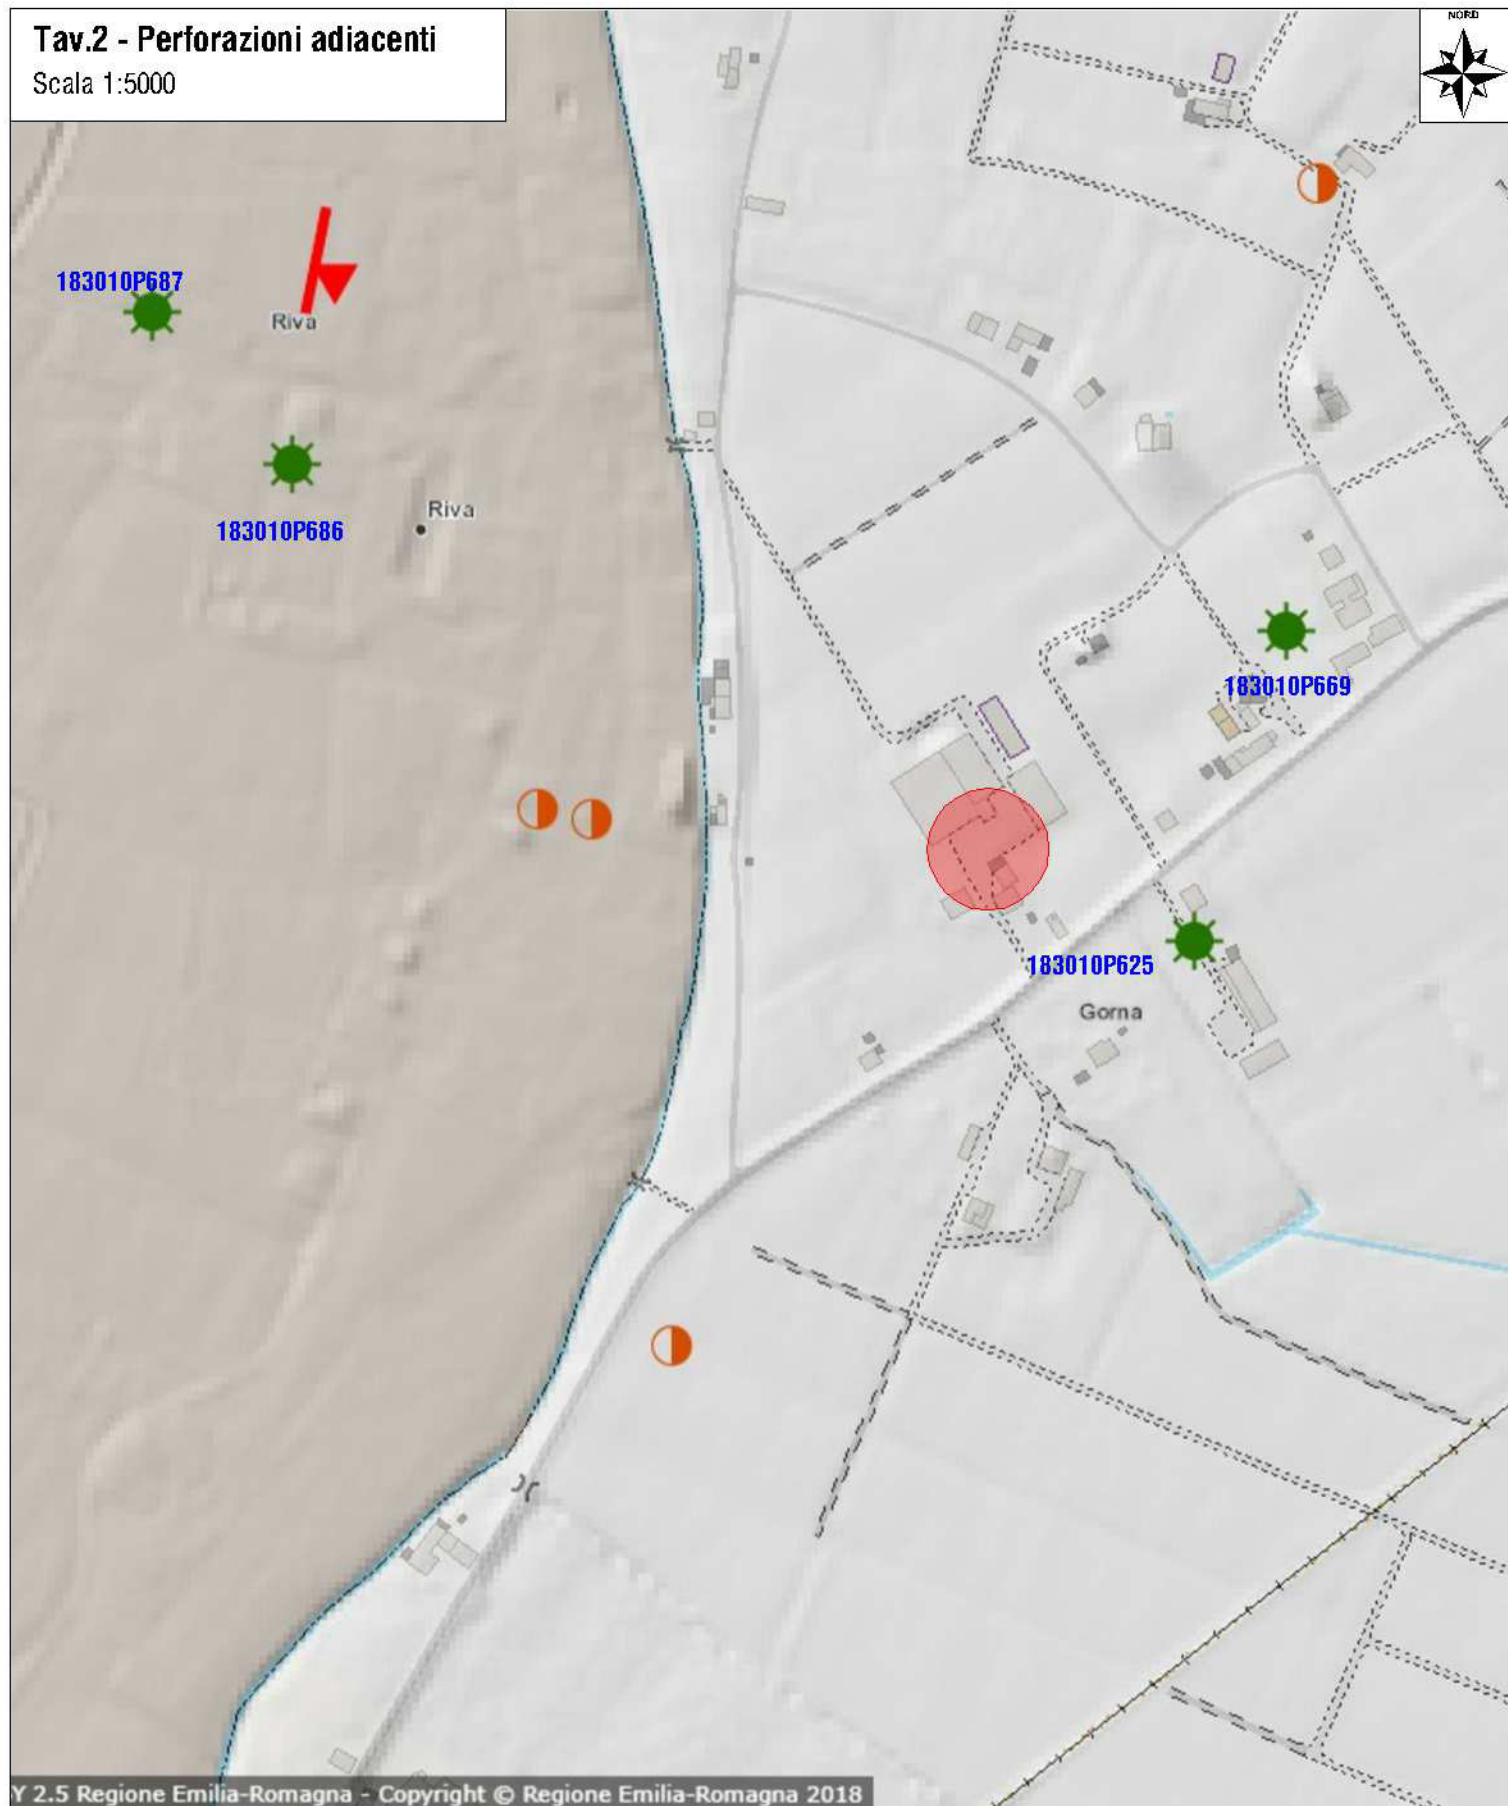 Tav.2 - Perforazioni adiacenti
Scala 1:5000
NORD
183010P687
Riva
183010P686
Riva
183010P669
183010P625
Gorna
Y 2.5 Regione Emilia-Romagna - Copyright © Regione Emilia-Romagna 2018